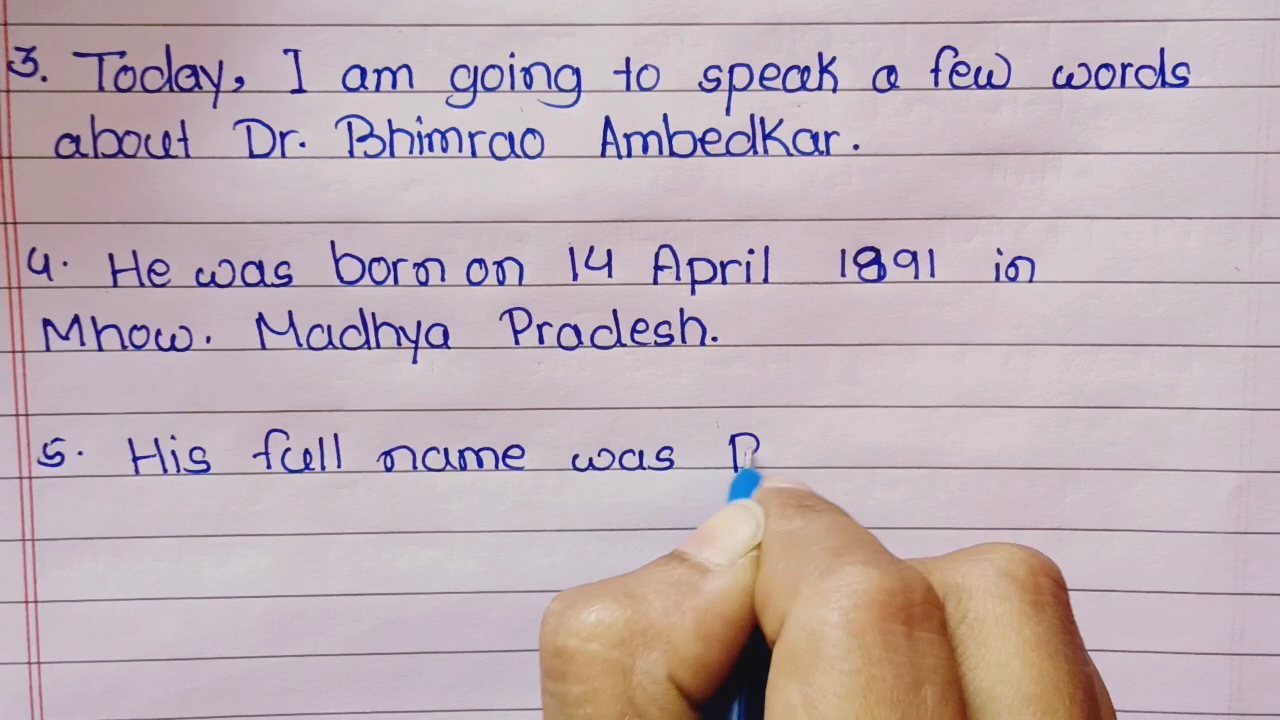 3. Today, I am going to speak a few words
about Dr. Bhimrao Ambedkar.
4. He was born on 14 April 1891 in
Mhow. Madhya Pradesh.
5. His full name was